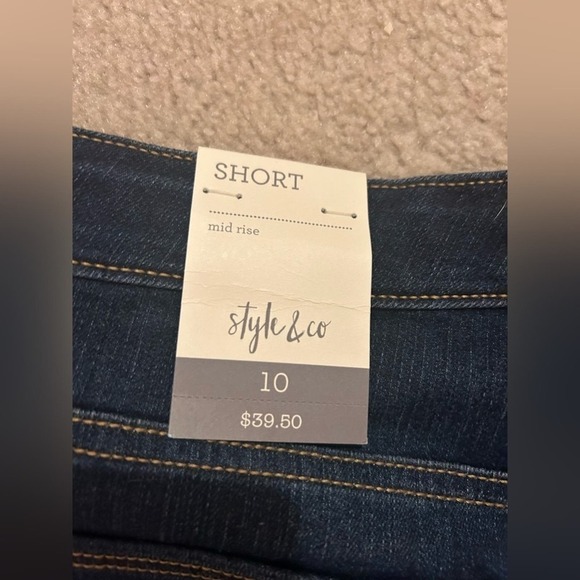 SHORT
mid rise
style & co
10
$39.50